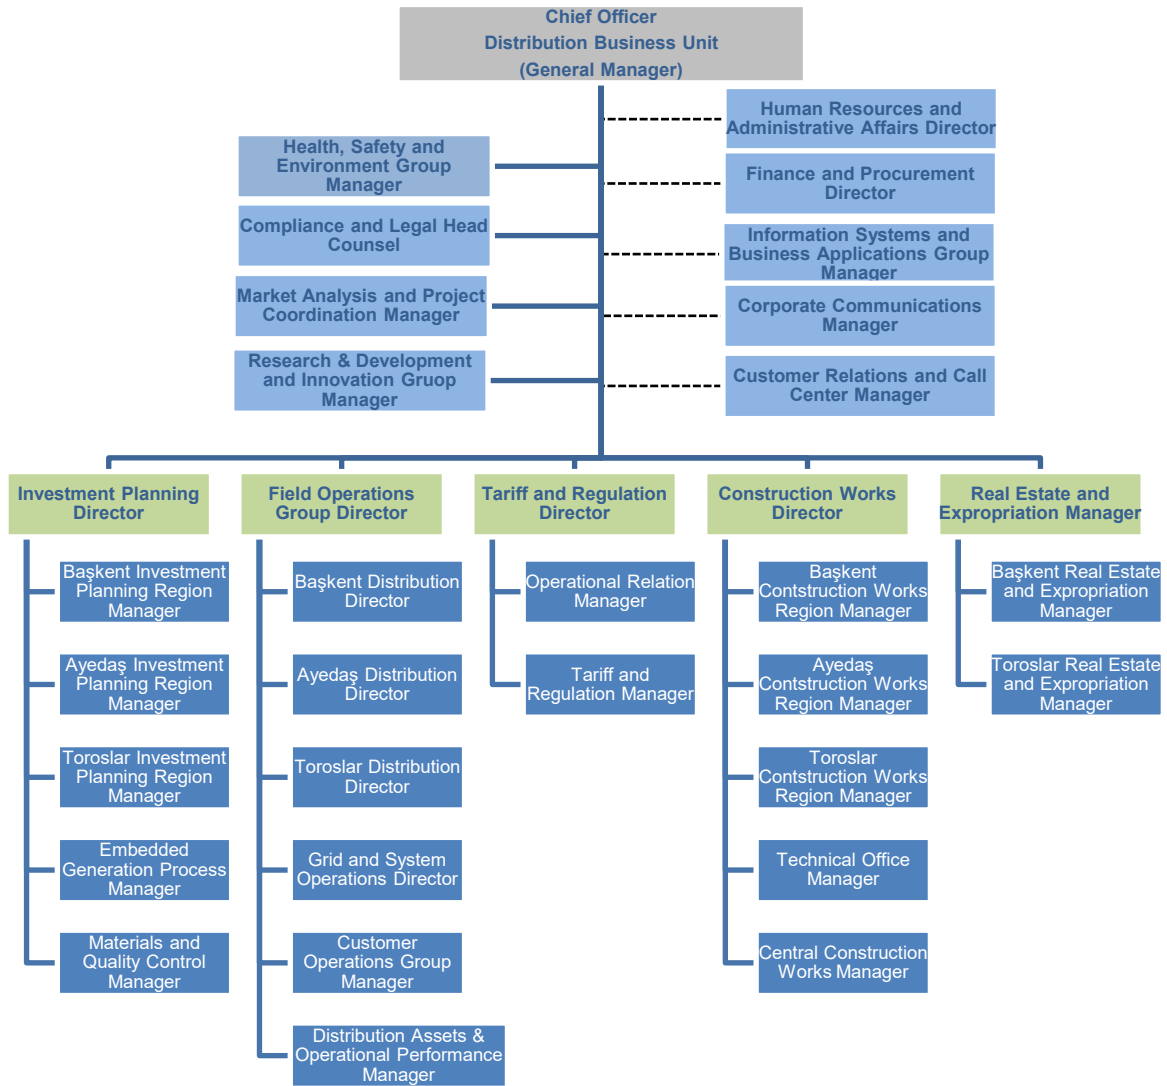 Chief Officer
Distribution Business Unit
(General Manager)
Human Resources and
Administrative Affairs Director
Health, Safety and
Environment Group
Manager
Finance and Procurement
Director
Compliance and Legal Head
Counsel
Information Systems and
Business Applications Group
Manager
Market Analysis and Project
Coordination Manager
Corporate Communications
Manager
Research & Development
and Innovation Gruop
Manager
Customer Relations and Call
Center Manager
Investment Planning
Director
Field Operations
Group Director
Tariff and Regulation
Director
Construction Works
Director
Real Estate and
Expropriation Manager
Başkent Investment
Planning Region
Manager
Başkent Distribution
Director
Operational Relation
Manager
Başkent
Contstruction Works
Region Manager
Başkent Real Estate
and Expropriation
Manager
Ayedaş Investment
Planning Region
Manager
Ayedaş Distribution
Director
Tariff and
Regulation Manager
Ayedaş
Contstruction Works
Region Manager
Toroslar Real Estate
and Expropriation
Manager
Toroslar Investment
Planning Region
Manager
Toroslar Distribution
Director
Toroslar
Contstruction Works
Region Manager
Embedded
Generation Process
Manager
Grid and System
Operations Director
Technical Office
Manager
Materials and
Quality Control
Manager
Customer
Operations Group
Manager
Central Construction
Works Manager
Distribution Assets &
Operational Performance
Manager